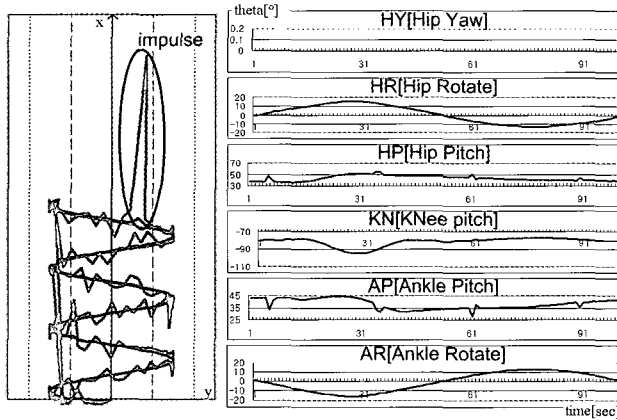 x
impulse
y
theta[°]
HY[Hip Yaw]
0.2
0.1
0
1 31 61 91
HR[Hip Rotate]
20
10
0
-10
-20
1 31 61 91
HP[Hip Pitch]
70
50
30
1 31 61 91
KN[KNee pitch]
-70
-90
-110
1 31 61 91
AP[Ankle Pitch]
45
35
25
1 31 61 91
AR[Ankle Rotate]
20
10
0
-10
-20
1 31 61 91
time[sec]